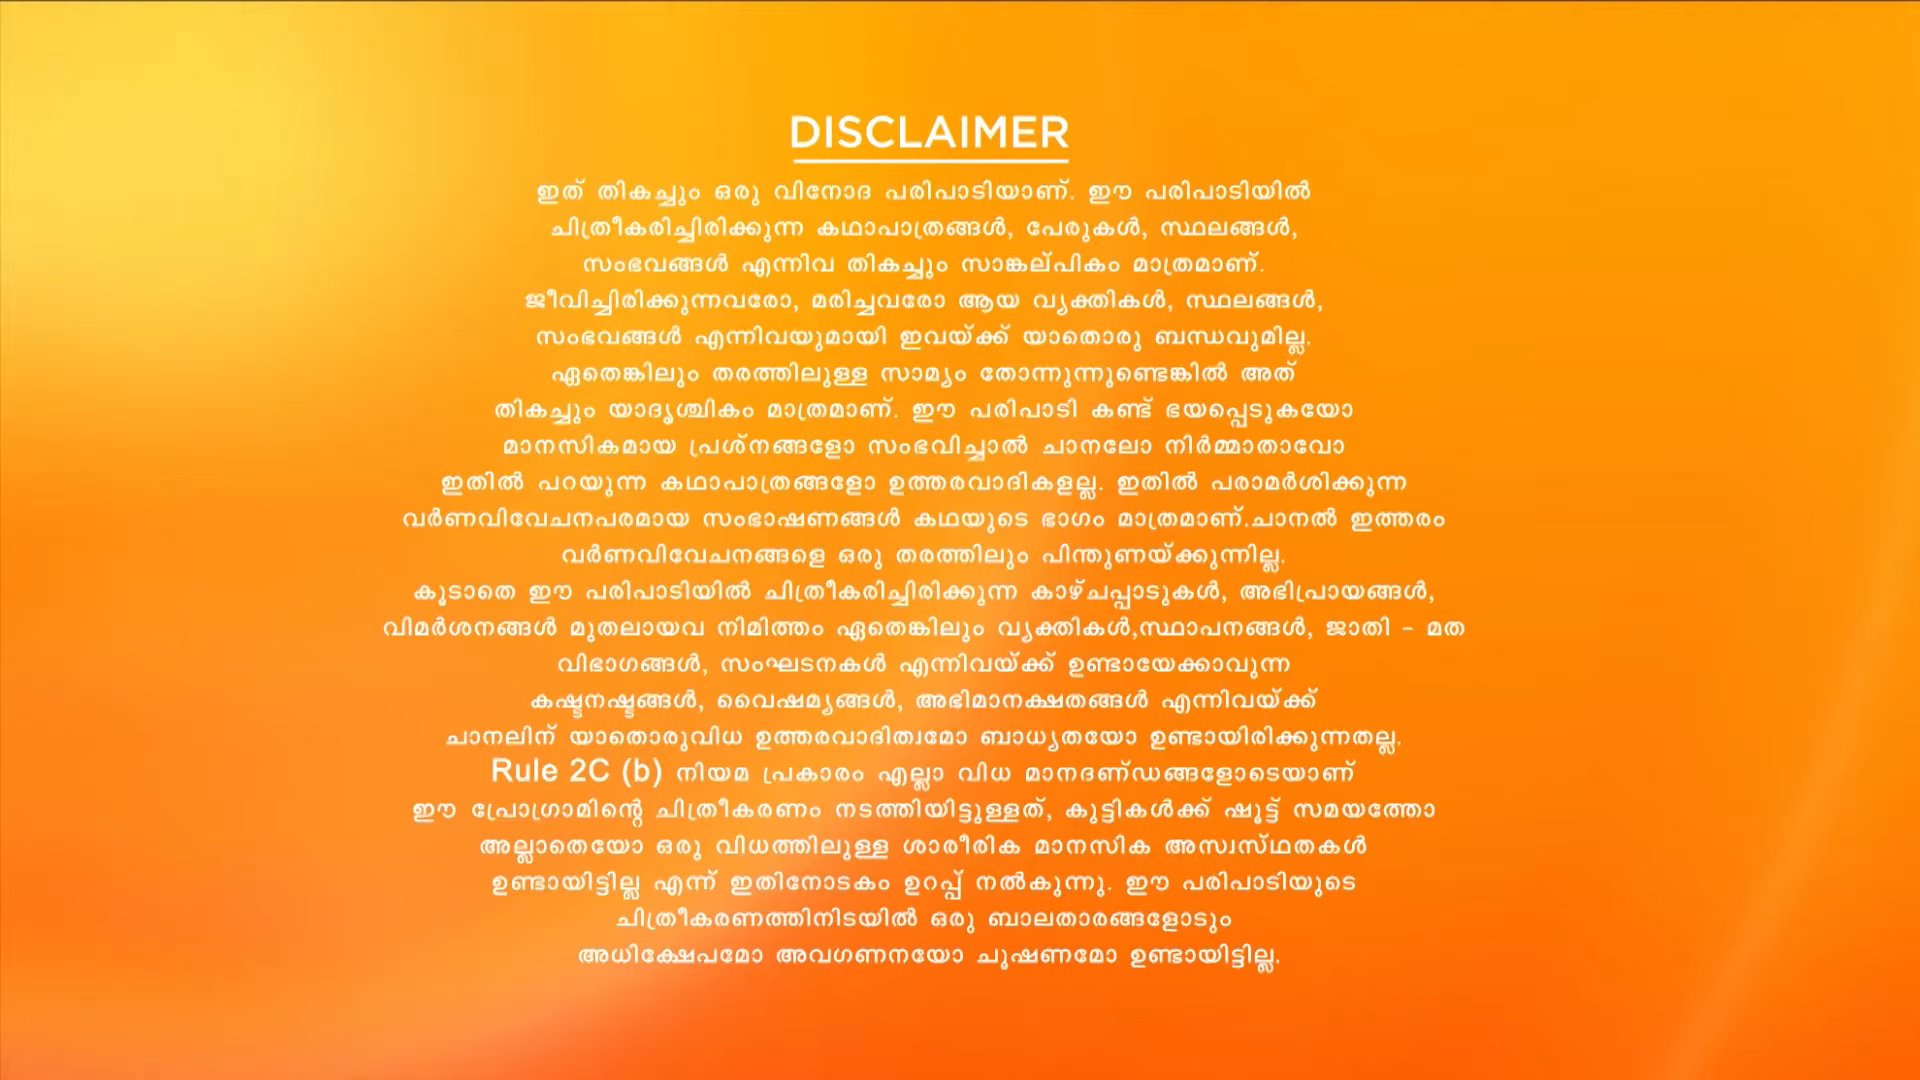 DISCLAIMER
ഇത് തികച്ചും ഒരു വിനോദ പരിപാടിയാണ്. ഈ പരിപാടിയിൽ
ചിത്രീകരിച്ചിരിക്കുന്ന കഥാപാത്രങ്ങൾ, പേരുകൾ, സ്ഥലങ്ങൾ,
സംഭവങ്ങൾ എന്നിവ തികച്ചും സാങ്കല്പികം മാത്രമാണ്.
ജീവിച്ചിരിക്കുന്നവരോ, മരിച്ചവരോ ആയ വ്യക്തികൾ, സ്ഥലങ്ങൾ,
സംഭവങ്ങൾ എന്നിവയുമായി ഇവയ്ക്ക് യാതൊരു ബന്ധവുമില്ല.
ഏതെങ്കിലും തരത്തിലുള്ള സാമ്യം തോന്നുന്നുണ്ടെങ്കിൽ അത്
തികച്ചും യാദൃശ്ചികം മാത്രമാണ്. ഈ പരിപാടി കണ്ട് ഭയപ്പെടുകയോ
മാനസികമായ പ്രശ്നങ്ങളോ സംഭവിച്ചാൽ ചാനലോ നിർമ്മാതാവോ
ഇതിൽ പറയുന്ന കഥാപാത്രങ്ങളോ ഉത്തരവാദികളല്ല. ഇതിൽ പരാമർശിക്കുന്ന
വർണവിവേചനപരമായ സംഭാഷണങ്ങൾ കഥയുടെ ഭാഗം മാത്രമാണ്.ചാനൽ ഇത്തരം
വർണവിവേചനങ്ങളെ ഒരു തരത്തിലും പിന്തുണയ്ക്കുന്നില്ല.
കൂടാതെ ഈ പരിപാടിയിൽ ചിത്രീകരിച്ചിരിക്കുന്ന കാഴ്ചപ്പാടുകൾ, അഭിപ്രായങ്ങൾ,
വിമർശനങ്ങൾ മുതലായവ നിമിത്തം ഏതെങ്കിലും വ്യക്തികൾ,സ്ഥാപനങ്ങൾ, ജാതി – മത
വിഭാഗങ്ങൾ, സംഘടനകൾ എന്നിവയ്ക്ക് ഉണ്ടായേക്കാവുന്ന
കഷ്ടനഷ്ടങ്ങൾ, വൈഷമ്യങ്ങൾ, അഭിമാനക്ഷതങ്ങൾ എന്നിവയ്ക്ക്
ചാനലിന് യാതൊരുവിധ ഉത്തരവാദിത്വമോ ബാധ്യതയോ ഉണ്ടായിരിക്കുന്നതല്ല.
Rule 2C (b) നിയമ പ്രകാരം എല്ലാ വിധ മാനദണ്ഡങ്ങളോടെയാണ്
ഈ പ്രോഗ്രാമിന്റെ ചിത്രീകരണം നടത്തിയിട്ടുള്ളത്, കുട്ടികൾക്ക് ഷൂട്ട് സമയത്തോ
അല്ലാതെയോ ഒരു വിധത്തിലുള്ള ശാരീരിക മാനസിക അസ്വസ്ഥതകൾ
ഉണ്ടായിട്ടില്ല എന്ന് ഇതിനോടകം ഉറപ്പ് നൽകുന്നു. ഈ പരിപാടിയുടെ
ചിത്രീകരണത്തിനിടയിൽ ഒരു ബാലതാരങ്ങളോടും
അധിക്ഷേപമോ അവഗണനയോ ചൂഷണമോ ഉണ്ടായിട്ടില്ല.